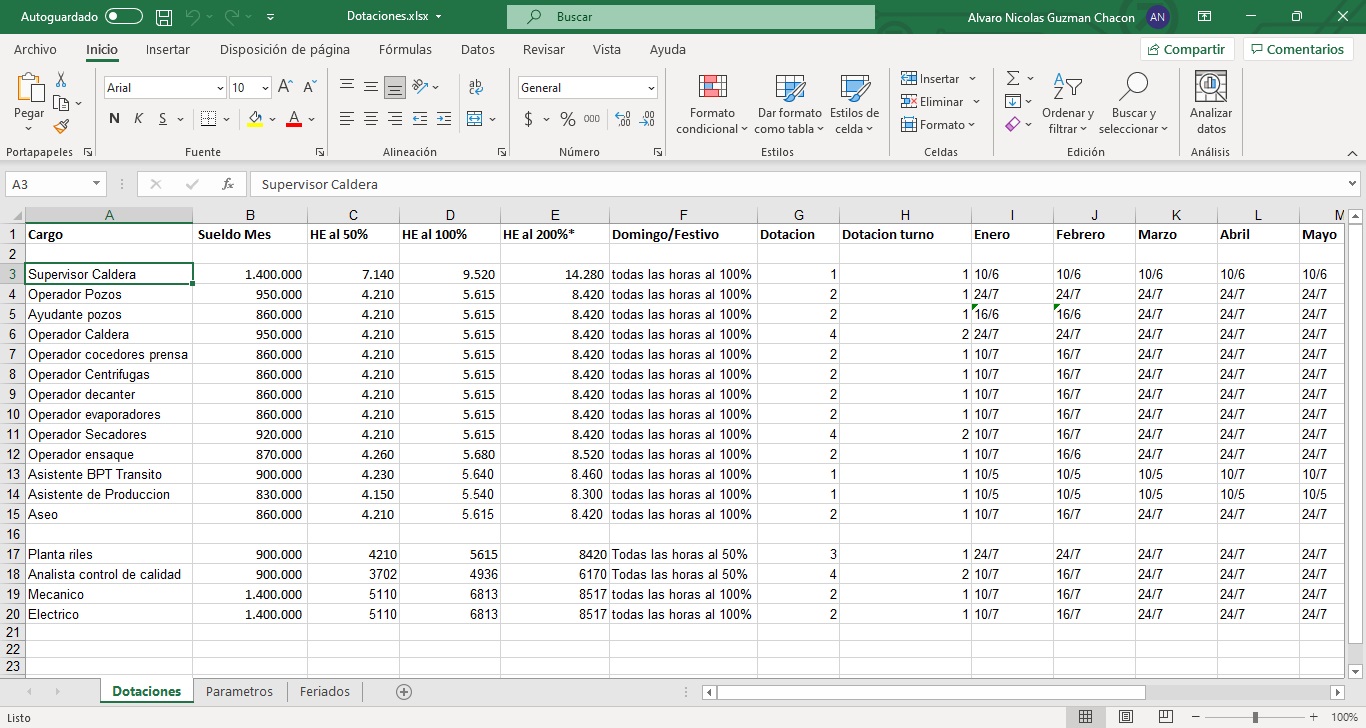 Autoguardado Dotaciones.xlsx Buscar Alvaro Nicolas Guzman Chacon AN
Archivo Inicio Insertar Disposición de página Fórmulas Datos Revisar Vista Ayuda Compartir Comentarios
Pegar
Arial 10
N K S
ab
General
$ % 000
Formato condicional
Dar formato como tabla
Estilos de celda
Insertar
Eliminar
Formato
Ordenar y filtrar
Buscar y seleccionar
Analizar datos
Portapapeles Fuente Alineación Número Estilos Celdas Edición Análisis
A3 fx Supervisor Caldera
A B C D E F G H I J K L M
1 Cargo Sueldo Mes HE al 50% HE al 100% HE al 200%* Domingo/Festivo Dotacion Dotacion turno Enero Febrero Marzo Abril Mayo
2
3 Supervisor Caldera 1.400.000 7.140 9.520 14.280 todas las horas al 100% 1 1 10/6 10/6 10/6 10/6 10/6
4 Operador Pozos 950.000 4.210 5.615 8.420 todas las horas al 100% 2 1 24/7 24/7 24/7 24/7 24/7
5 Ayudante pozos 860.000 4.210 5.615 8.420 todas las horas al 100% 2 1 16/6 16/6 24/7 24/7 24/7
6 Operador Caldera 950.000 4.210 5.615 8.420 todas las horas al 100% 4 2 24/7 24/7 24/7 24/7 24/7
7 Operador cocedores prensa 860.000 4.210 5.615 8.420 todas las horas al 100% 2 1 10/7 16/7 24/7 24/7 24/7
8 Operador Centrifugas 860.000 4.210 5.615 8.420 todas las horas al 100% 2 1 10/7 16/7 24/7 24/7 24/7
9 Operador decanter 860.000 4.210 5.615 8.420 todas las horas al 100% 2 1 10/7 16/7 24/7 24/7 24/7
10 Operador evaporadores 860.000 4.210 5.615 8.420 todas las horas al 100% 2 1 10/7 16/7 24/7 24/7 24/7
11 Operador Secadores 920.000 4.210 5.615 8.420 todas las horas al 100% 4 2 10/7 16/7 24/7 24/7 24/7
12 Operador ensaque 870.000 4.260 5.680 8.520 todas las horas al 100% 2 1 10/7 16/6 24/7 24/7 24/7
13 Asistente BPT Transito 900.000 4.230 5.640 8.460 todas las horas al 100% 1 1 10/5 10/5 10/5 10/7 10/7
14 Asistente de Produccion 830.000 4.150 5.540 8.300 todas las horas al 100% 1 1 10/5 10/5 10/5 10/5 10/5
15 Aseo 860.000 4.210 5.615 8.420 todas las horas al 100% 2 1 10/7 16/7 24/7 24/7 24/7
16
17 Planta riles 900.000 4210 5615 8420 Todas las horas al 50% 3 1 24/7 24/7 24/7 24/7 24/7
18 Analista control de calidad 900.000 3702 4936 6170 Todas las horas al 50% 4 2 10/7 16/7 24/7 24/7 24/7
19 Mecanico 1.400.000 5110 6813 8517 todas las horas al 100% 2 1 10/7 16/7 24/7 24/7 24/7
20 Electrico 1.400.000 5110 6813 8517 todas las horas al 100% 2 1 10/7 16/7 24/7 24/7 24/7
21
22
23
Dotaciones Parametros Feriados
Listo 100%